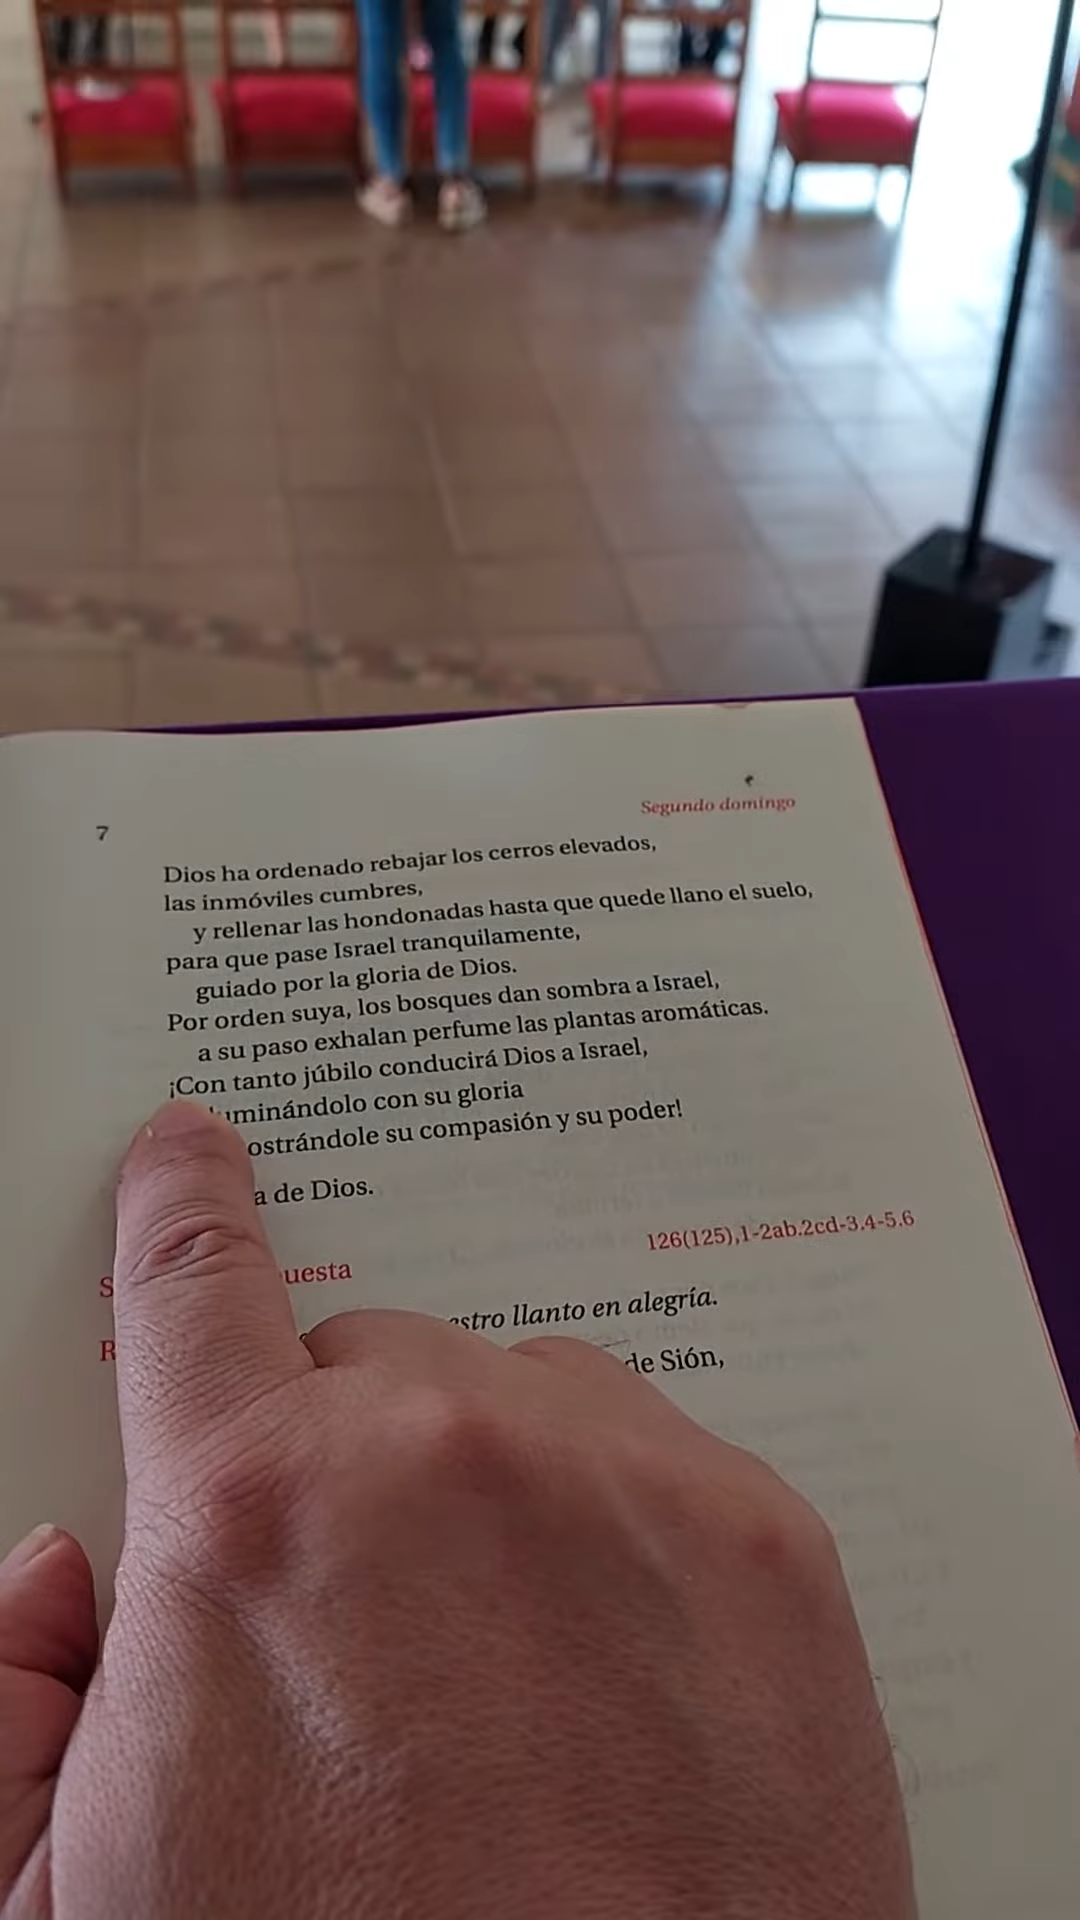 Segundo domingo
7
Dios ha ordenado rebajar los cerros elevados,
las inmóviles cumbres,
y rellenar las hondonadas hasta que quede llano el suelo,
para que pase Israel tranquilamente,
guiado por la gloria de Dios.
Por orden suya, los bosques dan sombra a Israel,
a su paso exhalan perfume las plantas aromáticas.
¡Con tanto júbilo conducirá Dios a Israel,
uminándolo con su gloria
ostrándole su compasión y su poder!
a de Dios.
126(125),1-2ab.2cd-3.4-5.6
S uesta
R estro llanto en alegría.
de Sión,